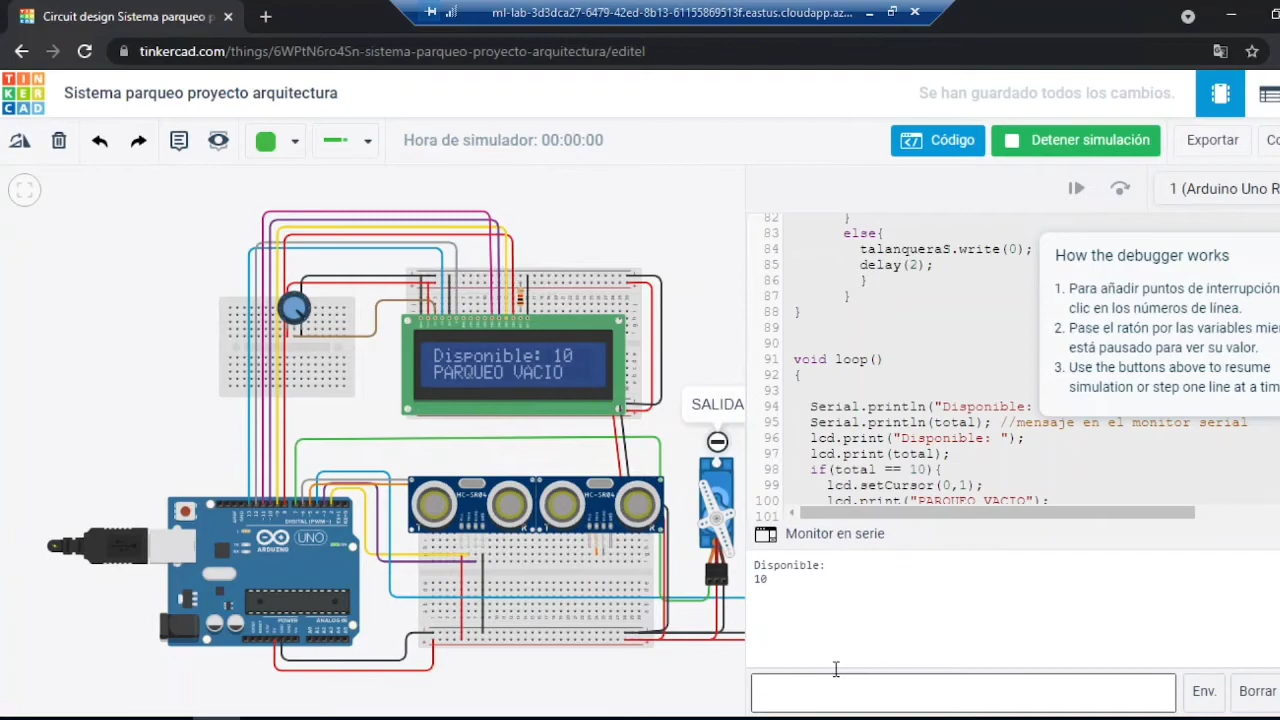 Circuit design Sistema parqueo p
ml-lab-3d3dca27-6479-42ed-8b13-61155869513f.eastus.cloudapp.az...
tinkercad.com/things/6WPtN6ro4Sn-sistema-parqueo-proyecto-arquitectura/editel
TIN
KER
CAD
Sistema parqueo proyecto arquitectura
Se han guardado todos los cambios.
Hora de simulador: 00:00:00
Código
Detener simulación
Exportar
Co
1 (Arduino Uno R
Disponible: 10
PARQUEO VACIO
SALIDA
HC-SR04
HC-SR04
DIGITAL (PWM~)
UNO
ARDUINO
POWER
ANALOG IN
82 }
83 else{
84 talanqueraS.write(0);
85 delay(2);
86 }
87 }
88 }
89
90
91 void loop()
92 {
93
94 Serial.println("Disponible:
95 Serial.println(total); //mensaje en el monitor serial
96 lcd.print("Disponible: ");
97 lcd.print(total);
98 if(total == 10){
99 lcd.setCursor(0,1);
100 lcd.print("PARQUEO VACIO");
101
How the debugger works
1. Para añadir puntos de interrupción
clic en los números de línea.
2. Pase el ratón por las variables mie
está pausado para ver su valor.
3. Use the buttons above to resume
simulation or step one line at a tim
Monitor en serie
Disponible:
10
Env.
Borrar